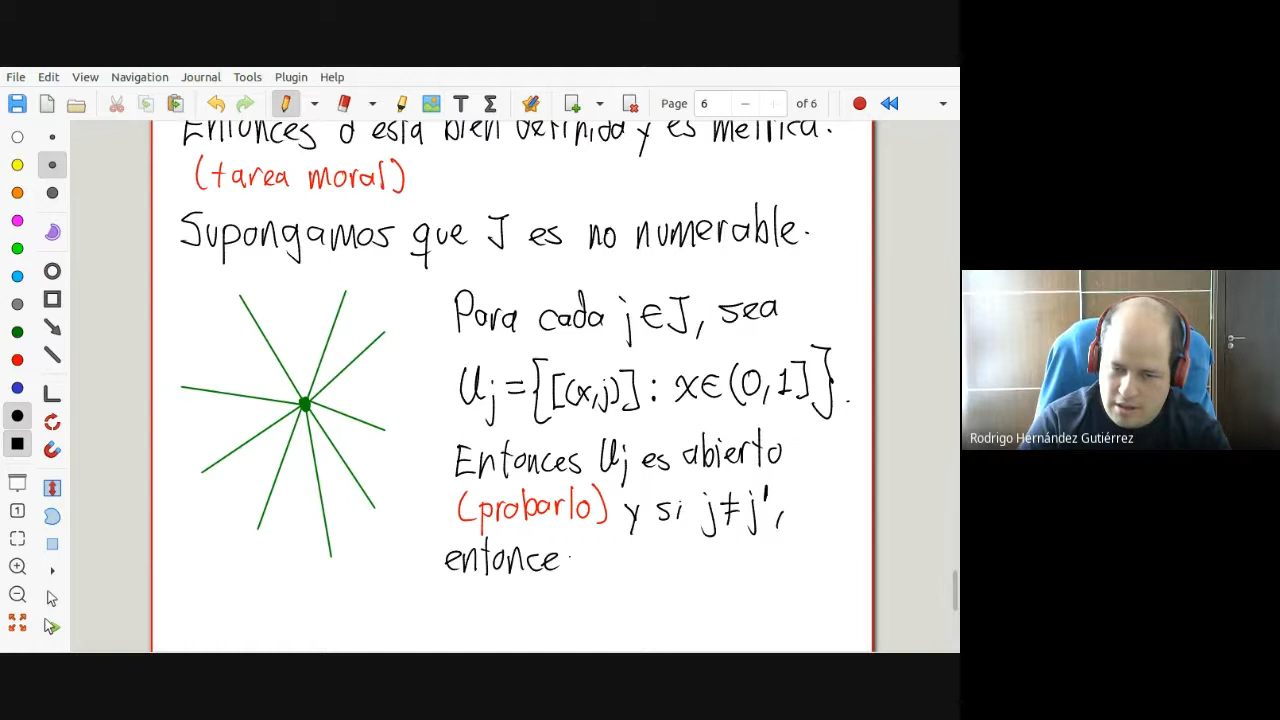 File Edit View Navigation Journal Tools Plugin Help
Page 6 of 6
Entonces d está bien definida y es métrica.
(tarea moral)
Supongamos que J es no numerable.
Para cada j∈J, sea
Uj={[(x,j)]: x∈(0,1]}.
Entonces Uj es abierto
(probarlo) y si j≠j',
entonce
Rodrigo Hernández Gutiérrez